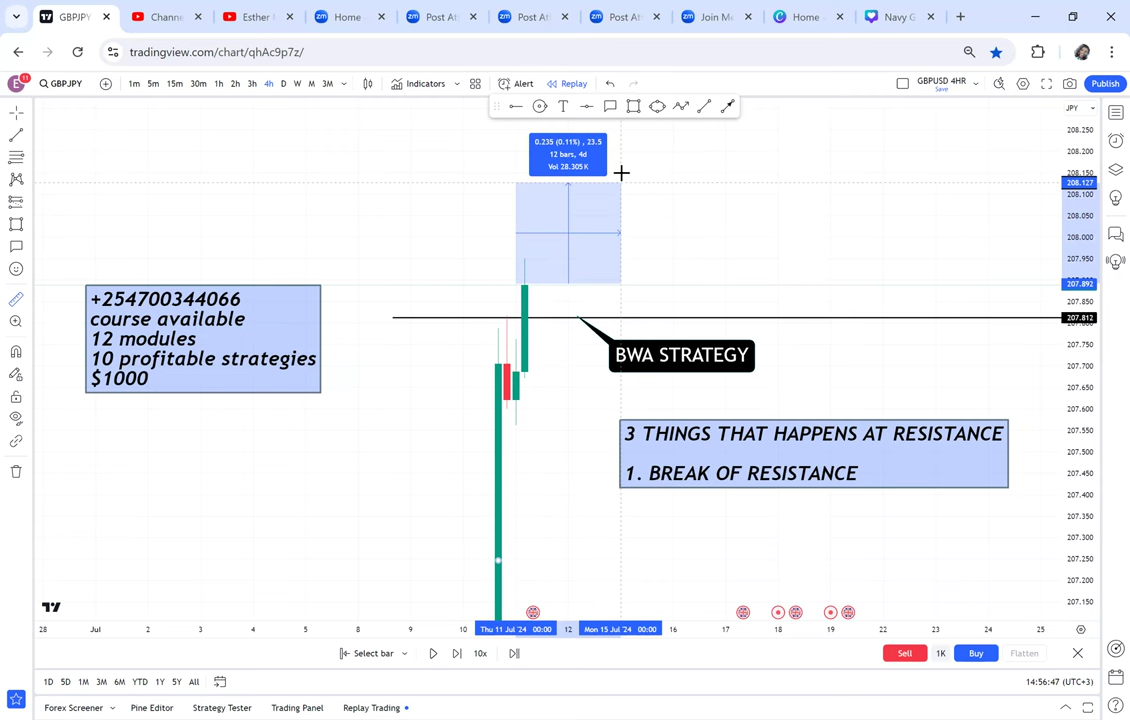 GBPJPY
Channe
Esther
Home
Post At
Post At
Post At
Join Me
Home -
Navy G
tradingview.com/chart/qhAc9p7z/
E
11
GBPJPY
1m 5m 15m 30m 1h 2h 3h 4h D W M 3M
Indicators
Alert
Replay
GBPUSD 4HR
Save
Publish
JPY
0.235 (0.11%) , 23.5
12 bars, 4d
Vol 28.305K
208.250
208.200
208.150
208.127
208.100
208.050
208.000
207.950
207.892
207.850
207.812
207.750
207.700
207.650
207.600
207.550
207.500
207.450
207.400
207.350
207.300
207.250
207.200
207.150
+254700344066
course available
12 modules
10 profitable strategies
$1000
BWA STRATEGY
3 THINGS THAT HAPPENS AT RESISTANCE
1. BREAK OF RESISTANCE
28 Jul 2 3 4 5 8 9 10 Thu 11 Jul '24 00:00 12 Mon 15 Jul '24 00:00 16 17 18 19 22 23 24 25
Select bar
10x
Sell
1K
Buy
Flatten
1D 5D 1M 3M 6M YTD 1Y 5Y All
14:56:47 (UTC+3)
Forex Screener
Pine Editor
Strategy Tester
Trading Panel
Replay Trading